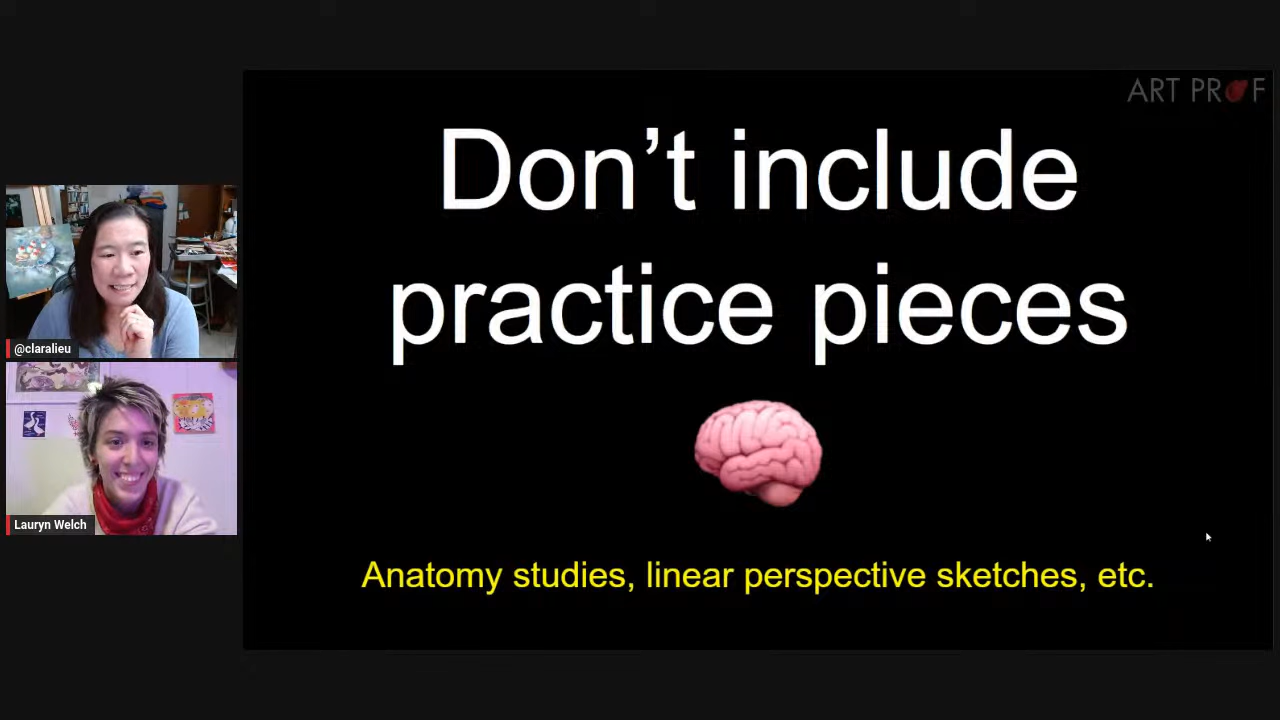 ART PROF
Don’t include
practice pieces
@claralieu
Lauryn Welch
Anatomy studies, linear perspective sketches, etc.